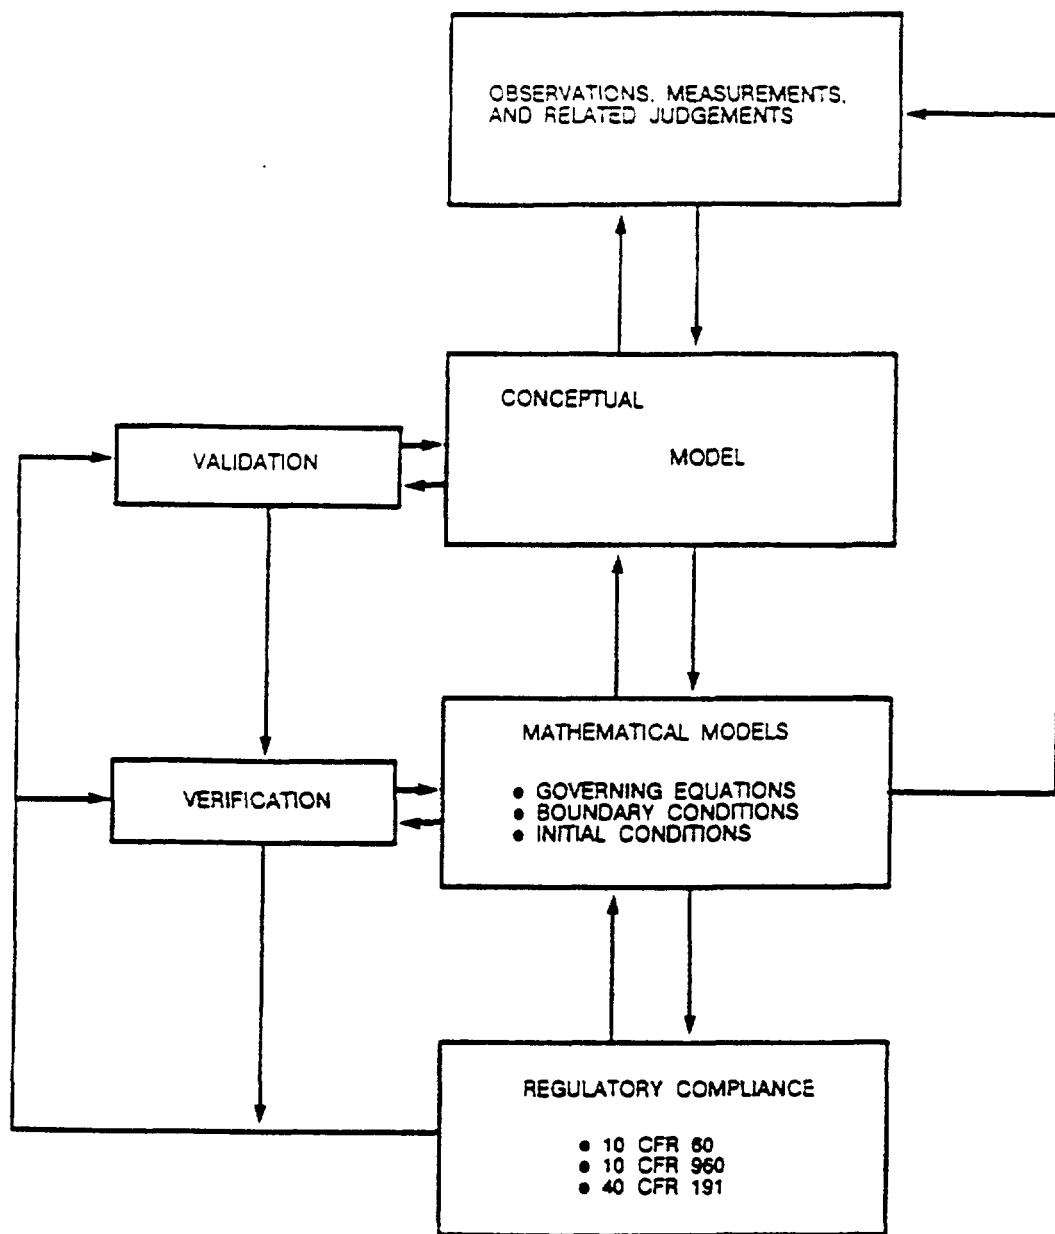 OBSERVATIONS, MEASUREMENTS,
AND RELATED JUDGEMENTS
CONCEPTUAL
MODEL
VALIDATION
MATHEMATICAL MODELS
● GOVERNING EQUATIONS
● BOUNDARY CONDITIONS
● INITIAL CONDITIONS
VERIFICATION
REGULATORY COMPLIANCE
● 10 CFR 60
● 10 CFR 960
● 40 CFR 191